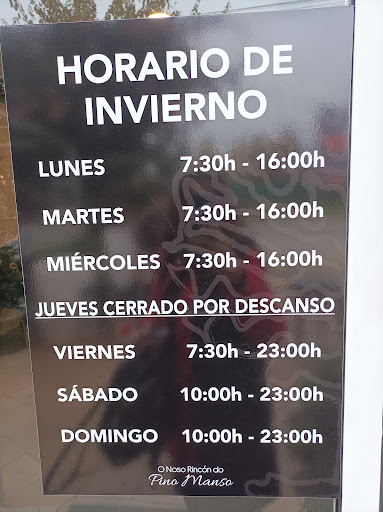 HORARIO DE
INVIERNO
LUNES 7:30h - 16:00h
MARTES 7:30h - 16:00h
MIÉRCOLES 7:30h - 16:00h
JUEVES CERRADO POR DESCANSO
VIERNES 7:30h - 23:00h
SÁBADO 10:00h - 23:00h
DOMINGO 10:00h - 23:00h
O Noso Rincón do
Pino Manso